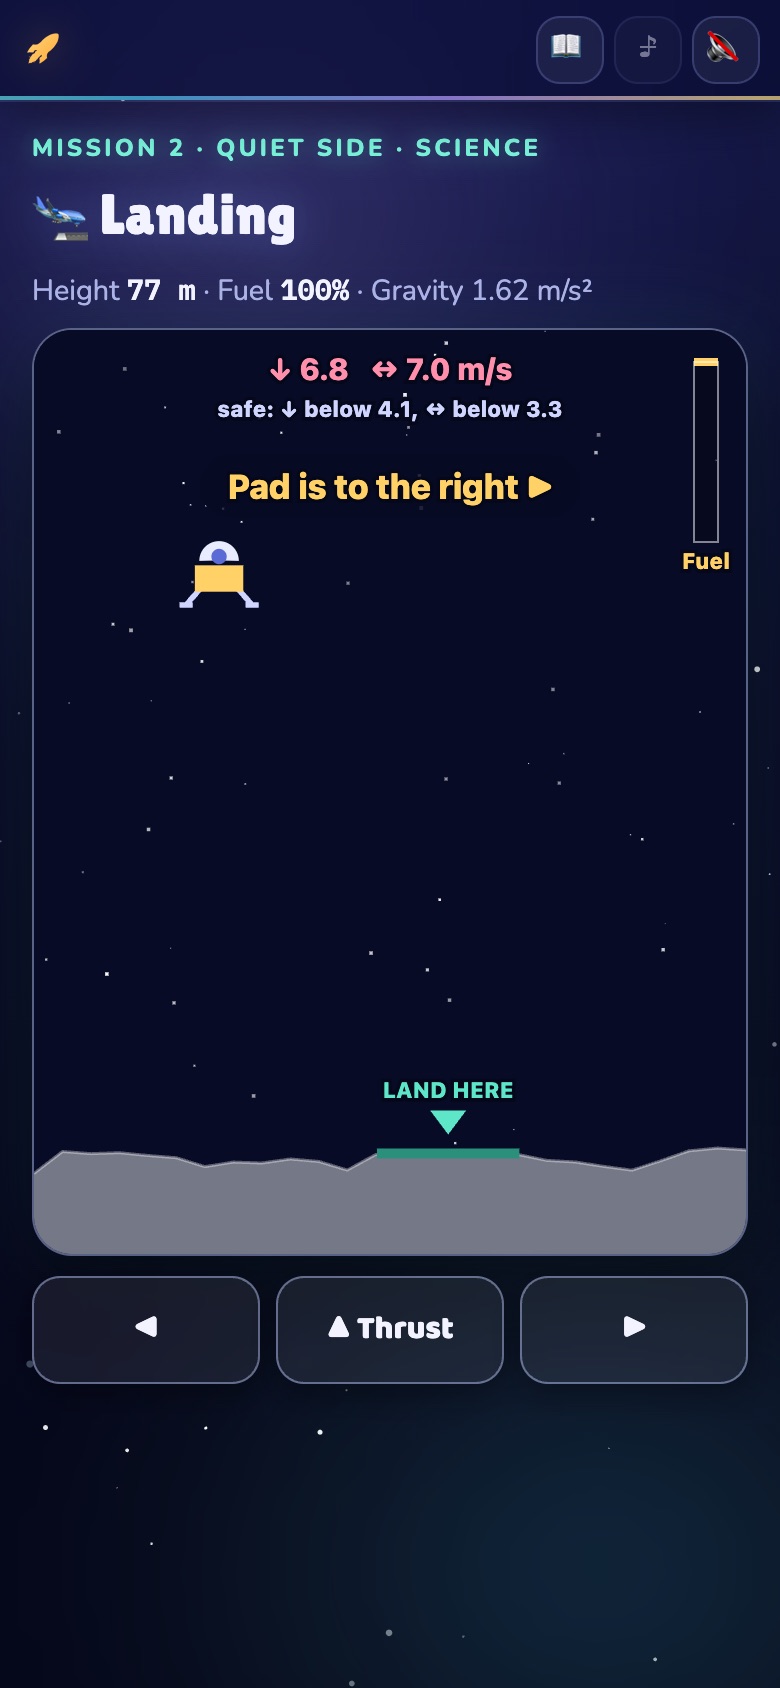 MISSION 2 · QUIET SIDE · SCIENCE
Landing
Height 77 m · Fuel 100% · Gravity 1.62 m/s²
↓ 6.8 ↔ 7.0 m/s
safe: ↓ below 4.1, ↔ below 3.3
Pad is to the right ▶
Fuel
LAND HERE
◀
▲ Thrust
▶